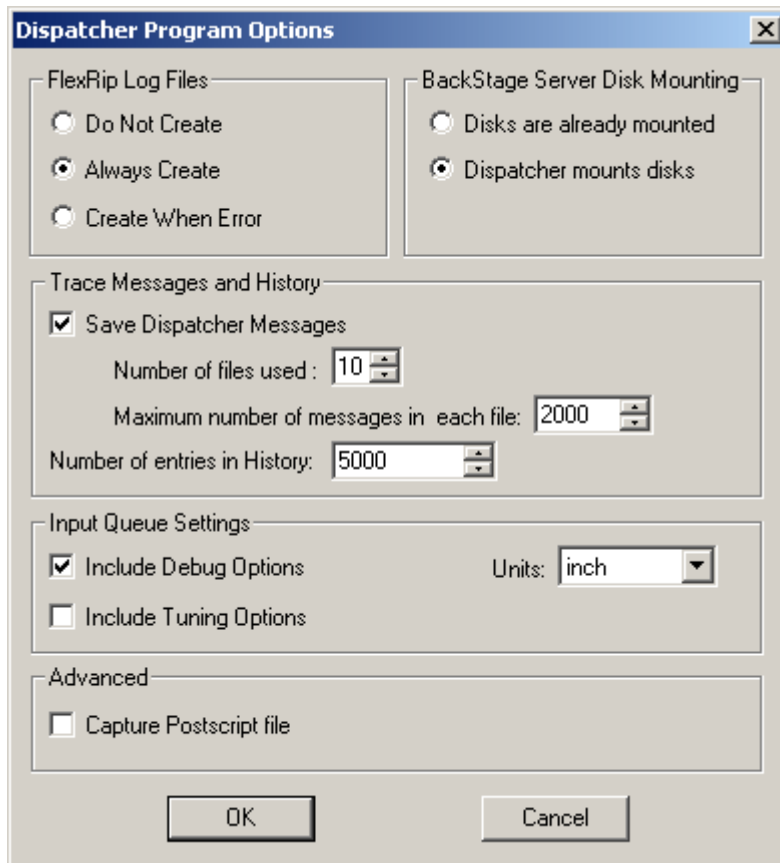 Dispatcher Program Options
FlexRip Log Files
Do Not Create
Always Create
Create When Error
BackStage Server Disk Mounting
Disks are already mounted
Dispatcher mounts disks
Trace Messages and History
Save Dispatcher Messages
Number of files used : 10
Maximum number of messages in each file: 2000
Number of entries in History: 5000
Input Queue Settings
Include Debug Options
Units: inch
Include Tuning Options
Advanced
Capture Postscript file
OK
Cancel